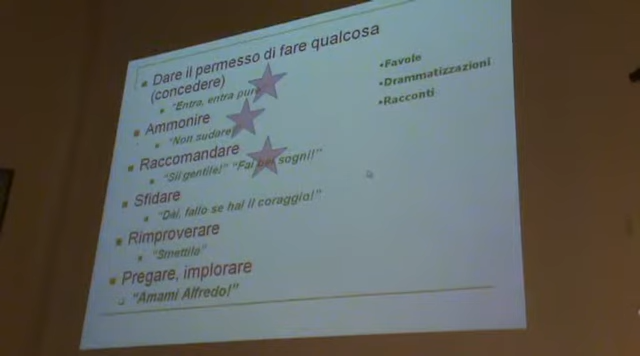 Dare il permesso di fare qualcosa
(concedere)
"Entra, entra pure
Ammonire
"Non sudare
Raccomandare
"Sii gentile!" "Fai bei sogni!"
Sfidare
"Dai, fallo se hai il coraggio!"
Rimproverare
"Smettila"
Pregare, implorare
"Amami Alfredo!"
•Favole
•Drammatizzazioni
•Racconti